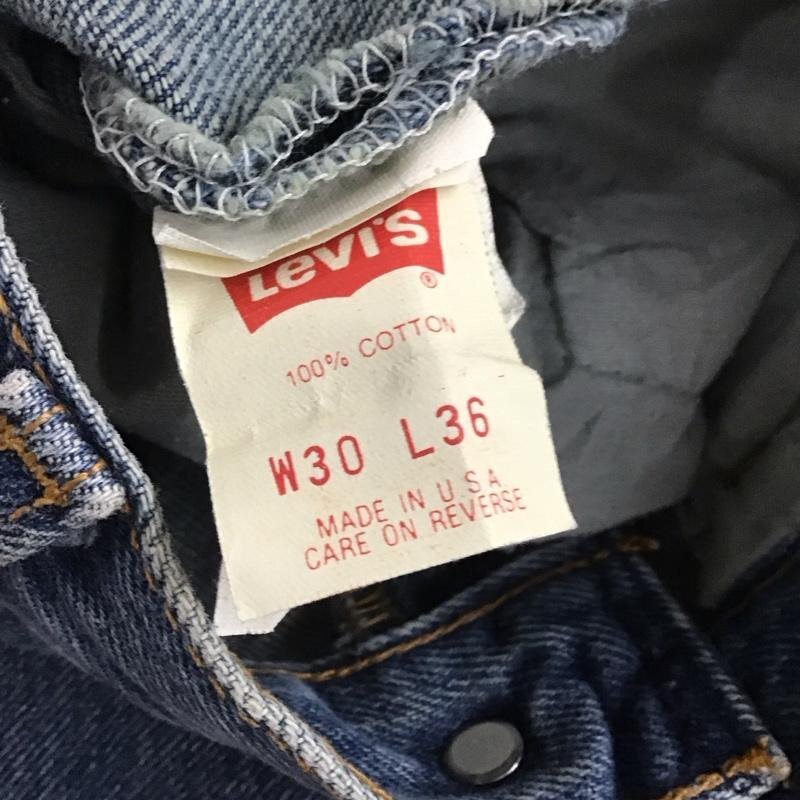 Levi's
®
100% COTTON
W30 L36
MADE IN U.S.A.
CARE ON REVERSE